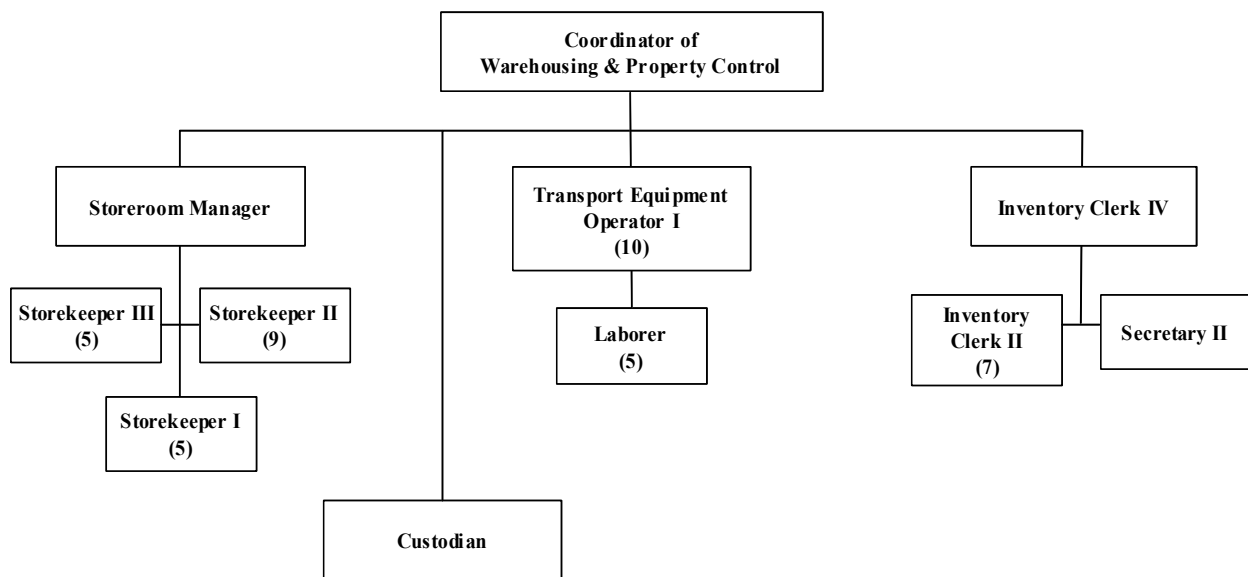 Coordinator of
Warehousing & Property Control
Storeroom Manager
Transport Equipment
Operator I
(10)
Inventory Clerk IV
Storekeeper III
(5)
Storekeeper II
(9)
Laborer
(5)
Inventory
Clerk II
(7)
Secretary II
Storekeeper I
(5)
Custodian